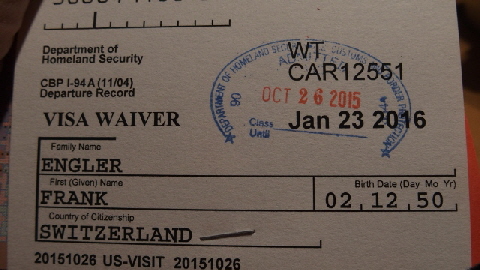 Department of
Homeland Security
CBP I-94A (11/04)
Departure Record
VISA WAIVER
WT
CAR12551
ADMITTED
OCT 26 2015
Class
Until
Jan 23 2016
Family Name
ENGLER
First (Given) Name
FRANK
Birth Date (Day Mo Yr)
02,12,50
Country of Citizenship
SWITZERLAND
20151026 US-VISIT 20151026